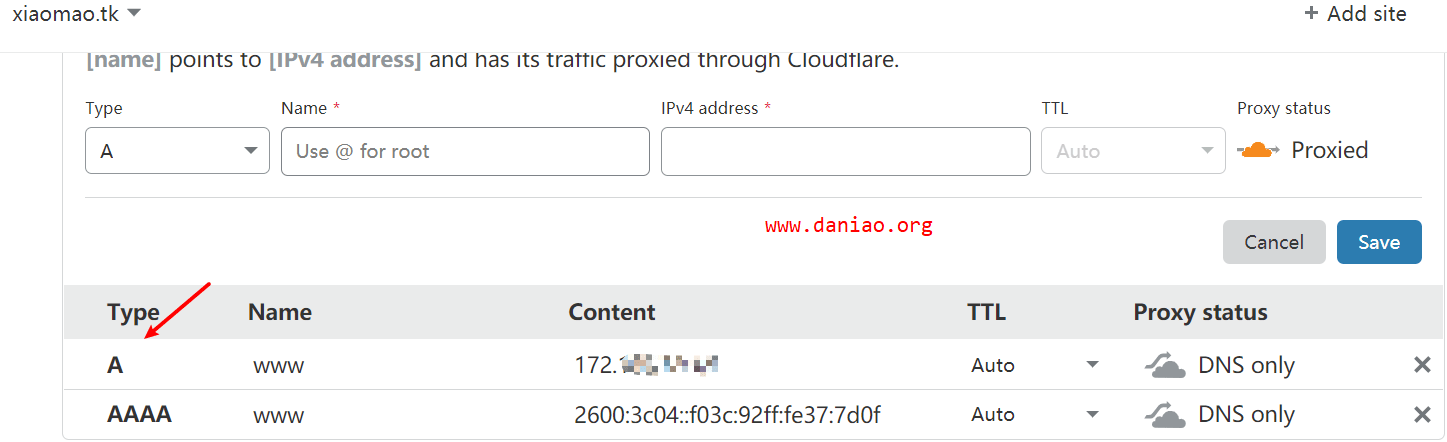 xiaomao.tk
+ Add site
[name] points to [IPv4 address] and has its traffic proxied through Cloudflare.
Type Name * IPv4 address * TTL Proxy status
A Use @ for root Auto Proxied
www.daniao.org
Cancel Save
Type Name Content TTL Proxy status
A www 172. Auto DNS only
AAAA www 2600:3c04::f03c:92ff:fe37:7d0f Auto DNS only